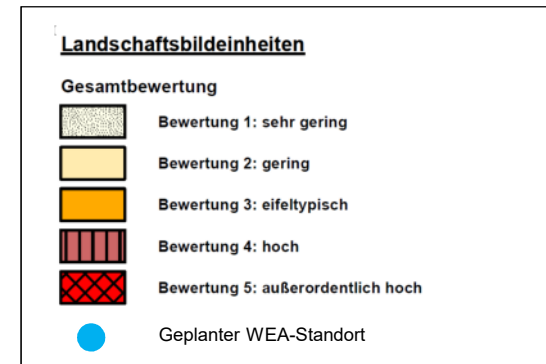 Landschaftsbildeinheiten
Gesamtbewertung
Bewertung 1: sehr gering
Bewertung 2: gering
Bewertung 3: eifeltypisch
Bewertung 4: hoch
Bewertung 5: außerordentlich hoch
Geplanter WEA-Standort